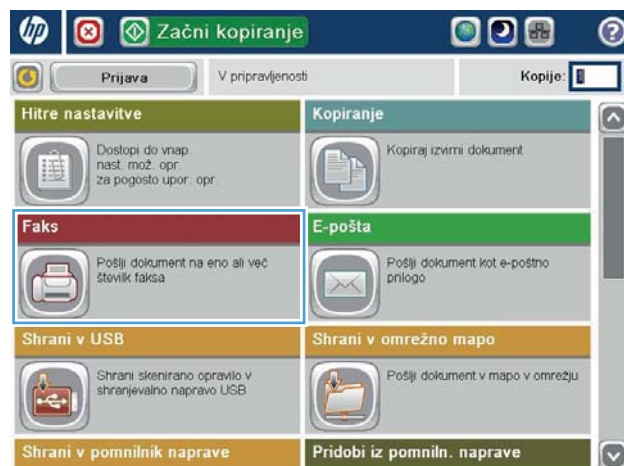 hp
Začni kopiranje
?
Prijava
V pripravljenosti
Kopije:
Hitre nastavitve
Dostopi do vnap.
nast. mož. opr.
za pogosto upor. opr.
Kopiranje
Kopiraj izvirni dokument
Faks
Pošlji dokument na eno ali več
številk faksa
E-pošta
Pošlji dokument kot e-poštno
prilogo
Shrani v USB
Shrani skenirano opravilo v
shranjevalno napravo USB
Shrani v omrežno mapo
Pošlji dokument v mapo v omrežju
Shrani v pomnilnik naprave
Pridobi iz pomniln. naprave